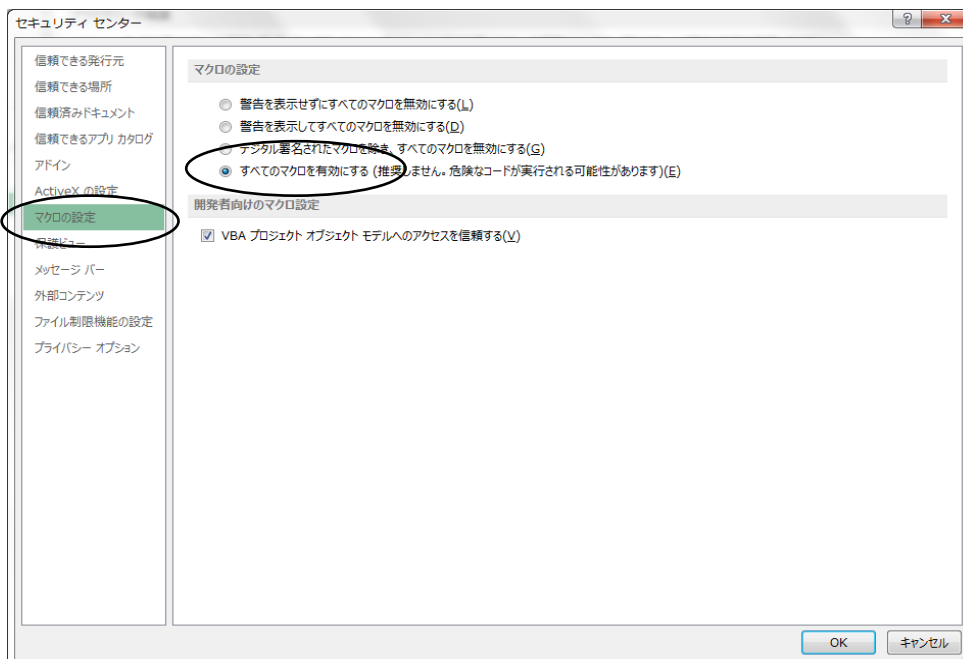 セキュリティ センター
信頼できる発行元
信頼できる場所
信頼済みドキュメント
信頼できるアプリ カタログ
アドイン
ActiveX の設定
マクロの設定
保護ビュー
メッセージ バー
外部コンテンツ
ファイル制限機能の設定
プライバシー オプション
マクロの設定
警告を表示せずにすべてのマクロを無効にする(L)
警告を表示してすべてのマクロを無効にする(D)
デジタル署名されたマクロを除き、すべてのマクロを無効にする(G)
すべてのマクロを有効にする (推奨しません。危険なコードが実行される可能性があります)(E)
開発者向けのマクロ設定
VBA プロジェクト オブジェクト モデルへのアクセスを信頼する(V)
OK
キャンセル